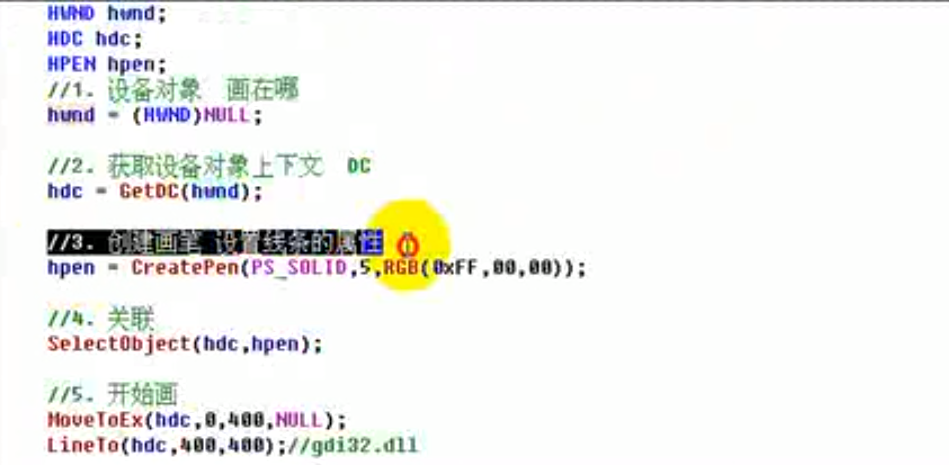 HWND hwnd;
HDC hdc;
HPEN hpen;
//1. 设备对象 画在哪
hwnd = (HWND)NULL;
//2. 获取设备对象上下文 DC
hdc = GetDC(hwnd);
//3. 创建画笔 设置线条的属性
hpen = CreatePen(PS_SOLID,5,RGB(0xFF,00,00));
//4. 关联
SelectObject(hdc,hpen);
//5. 开始画
MoveToEx(hdc,0,400,NULL);
LineTo(hdc,400,400);//gdi32.dll